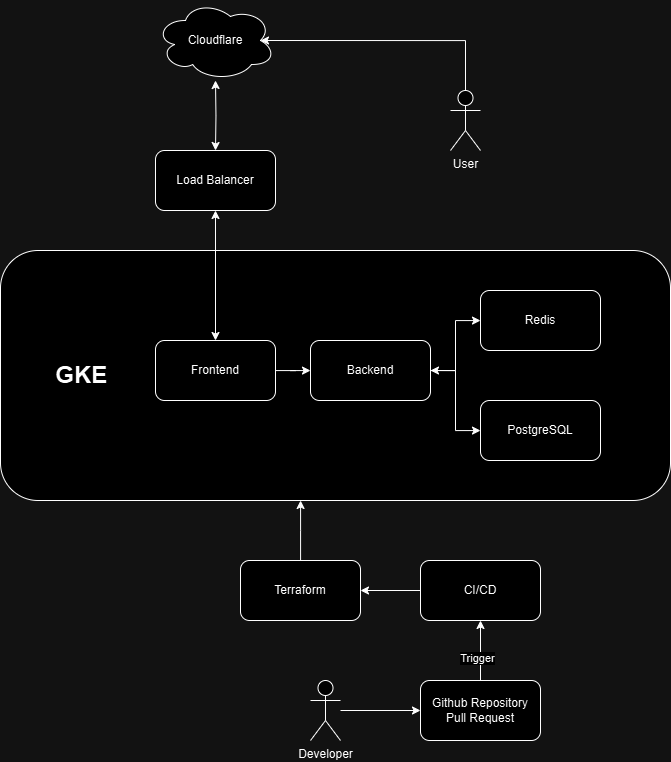 Cloudflare
User
Load Balancer
Redis
GKE
Frontend
Backend
PostgreSQL
Terraform
CI/CD
Trigger
Github Repository
Pull Request
Developer